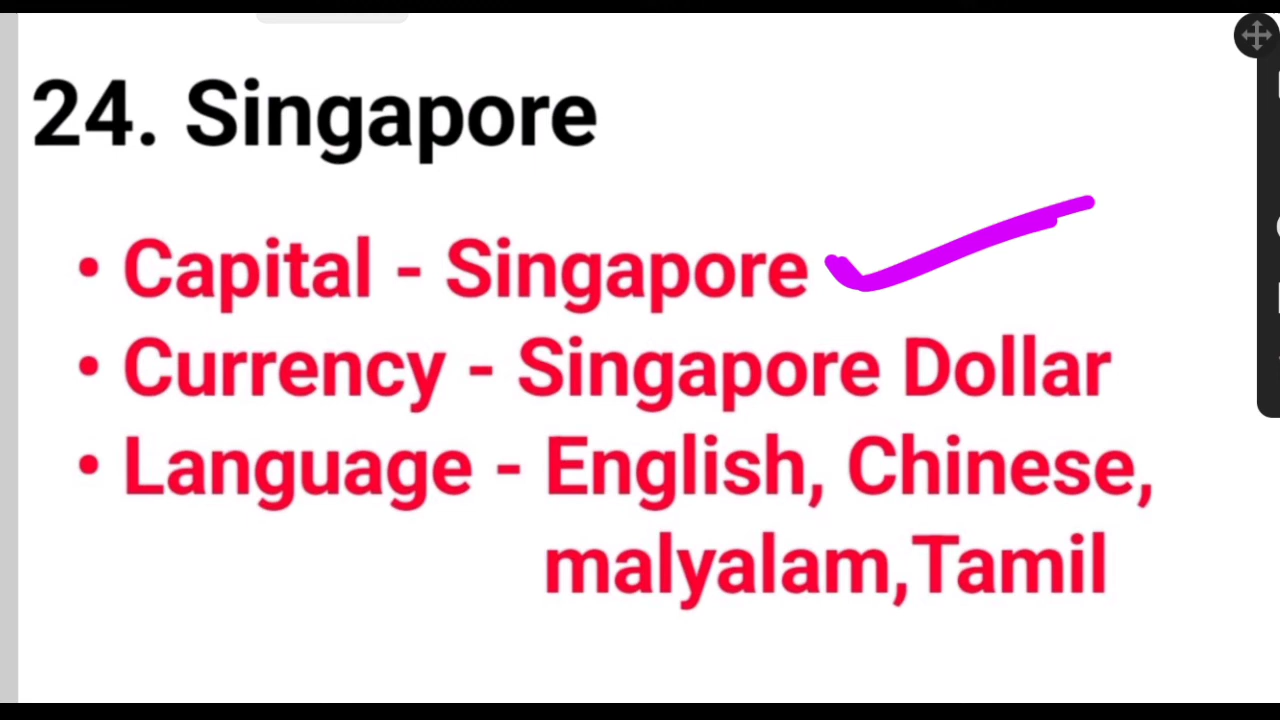 24. Singapore
• Capital - Singapore
• Currency - Singapore Dollar
• Language - English, Chinese,
malyalam,Tamil